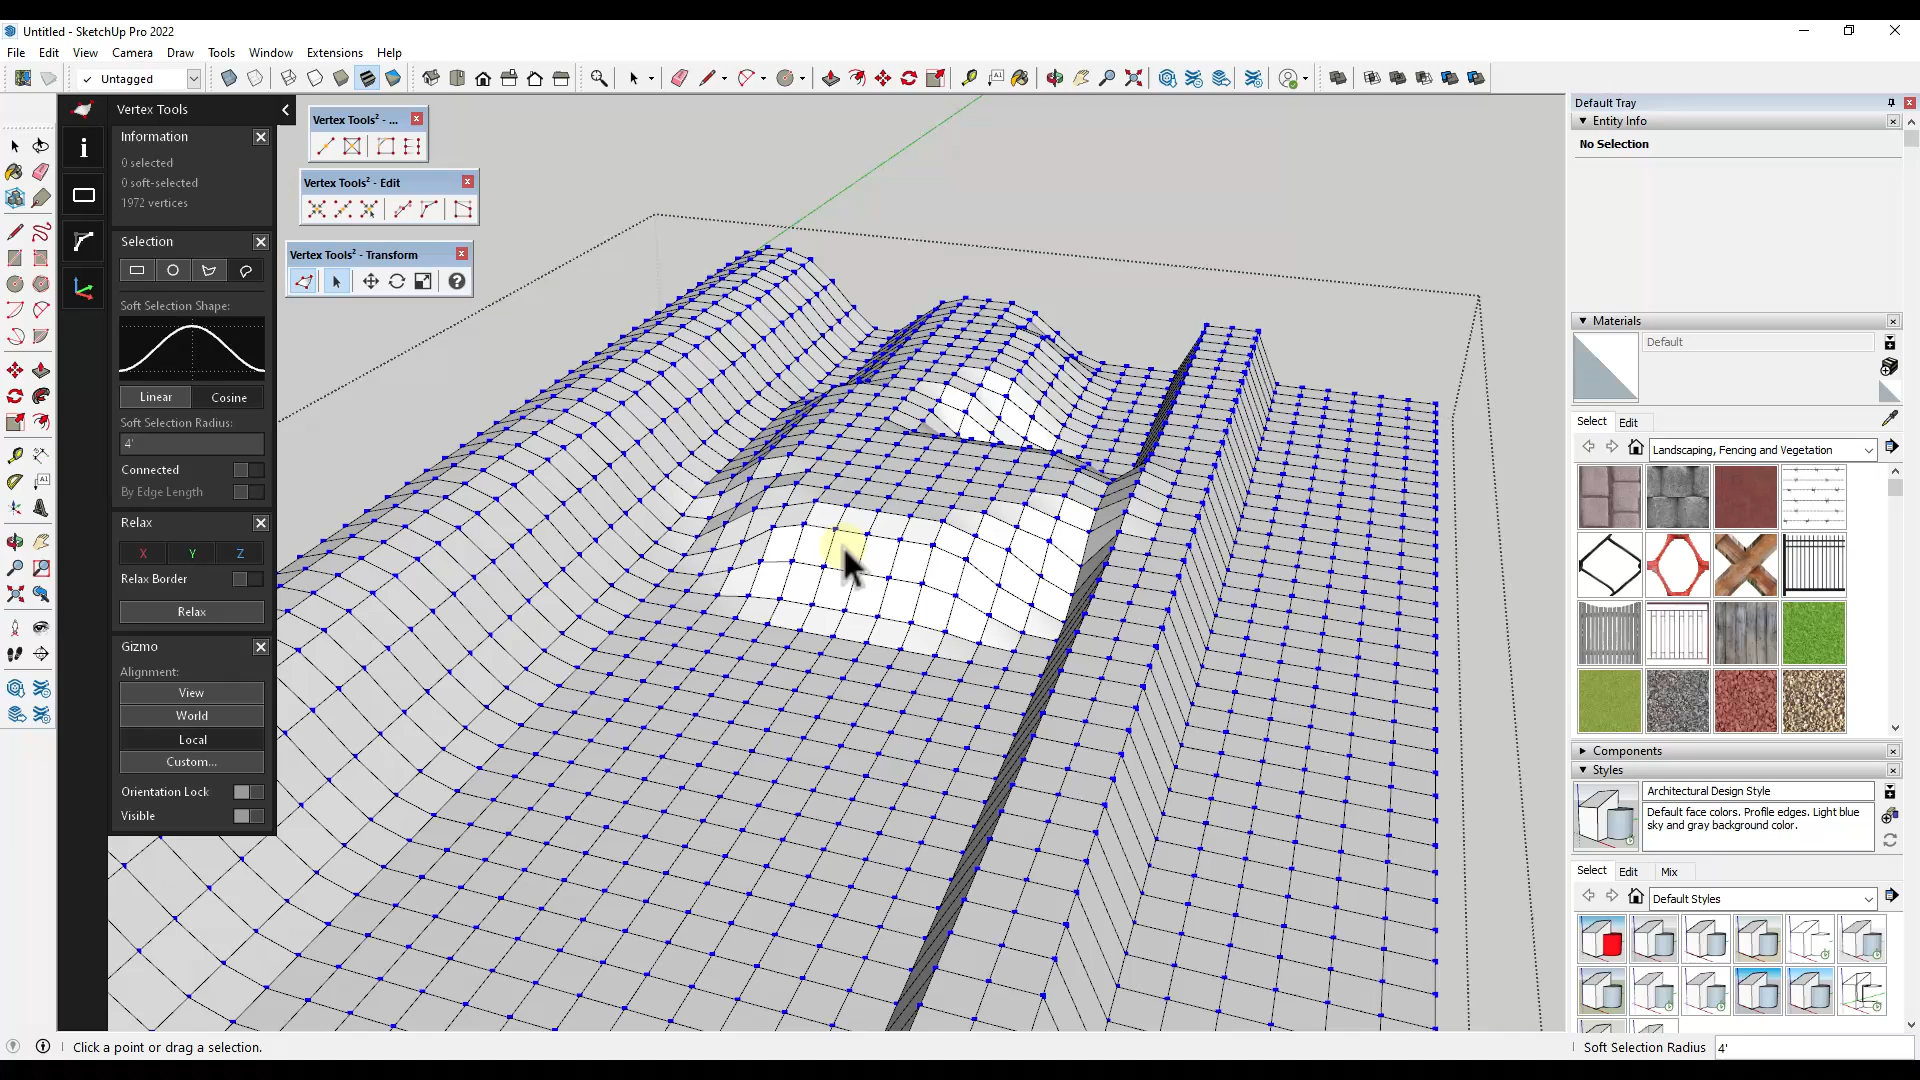 Untitled - SketchUp Pro 2022
File Edit View Camera Draw Tools Window Extensions Help
Untagged
Vertex Tools
Information
0 selected
0 soft-selected
1972 vertices
Selection
Soft Selection Shape:
Linear Cosine
Soft Selection Radius:
4'
Connected
By Edge Length
Relax
X Y Z
Relax Border
Relax
Gizmo
Alignment:
View
World
Local
Custom...
Orientation Lock
Visible
Vertex Tools² - ...
Vertex Tools² - Edit
Vertex Tools² - Transform
Default Tray
Entity Info
No Selection
Materials
Default
Select Edit
Landscaping, Fencing and Vegetation
Components
Styles
Architectural Design Style
Default face colors. Profile edges. Light blue
sky and gray background color.
Select Edit Mix
Default Styles
Click a point or drag a selection.
Soft Selection Radius 4'